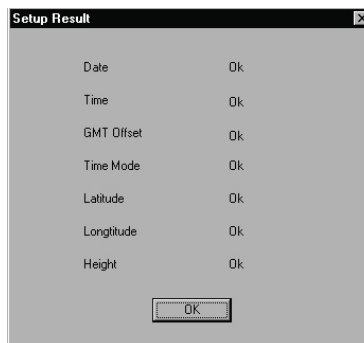 Setup Result
Date Ok
Time Ok
GMT Offset Ok
Time Mode Ok
Latitude Ok
Longtitude Ok
Height Ok
OK